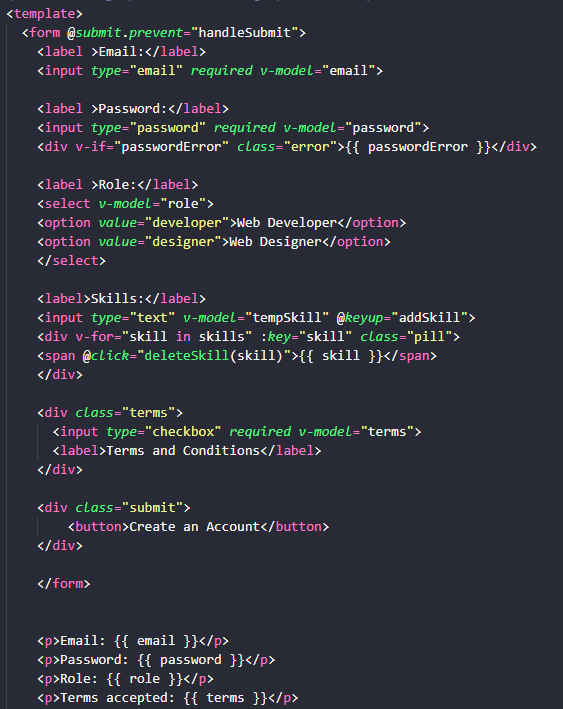 <template>
<form @submit.prevent="handleSubmit">
<label >Email:</label>
<input type="email" required v-model="email">
<label >Password:</label>
<input type="password" required v-model="password">
<div v-if="passwordError" class="error">{{ passwordError }}</div>
<label >Role:</label>
<select v-model="role">
<option value="developer">Web Developer</option>
<option value="designer">Web Designer</option>
</select>
<label>Skills:</label>
<input type="text" v-model="tempSkill" @keyup="addSkill">
<div v-for="skill in skills" :key="skill" class="pill">
<span @click="deleteSkill(skill)">{{ skill }}</span>
</div>
<div class="terms">
<input type="checkbox" required v-model="terms">
<label>Terms and Conditions</label>
</div>
<div class="submit">
<button>Create an Account</button>
</div>
</form>
<p>Email: {{ email }}</p>
<p>Password: {{ password }}</p>
<p>Role: {{ role }}</p>
<p>Terms accepted: {{ terms }}</p>